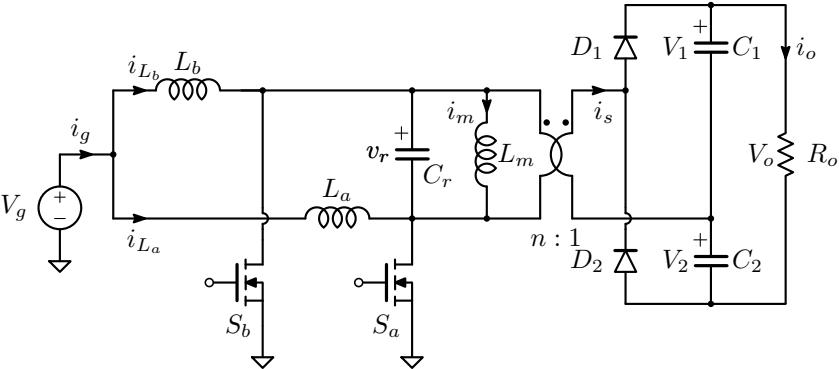 i_{L_b} L_b
D_1 + V_1 C_1 i_o
i_g
+ v_r C_r
i_m L_m
i_s
V_o R_o
V_g + −
i_{L_a} L_a
n : 1
D_2 + V_2 C_2
S_b S_a